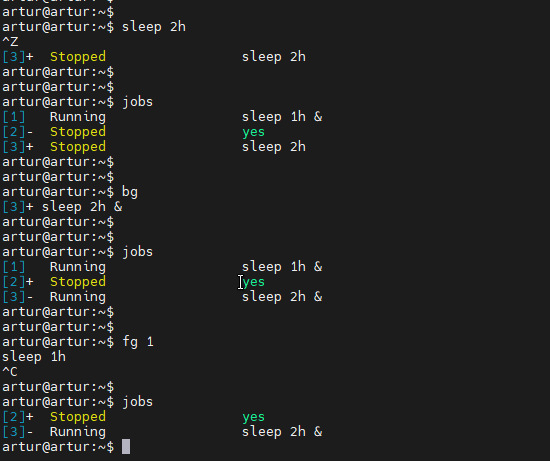 artur@artur:~$
artur@artur:~$ sleep 2h
^Z
[3]+  Stopped                 sleep 2h
artur@artur:~$
artur@artur:~$
artur@artur:~$ jobs
[1]   Running                 sleep 1h &
[2]-  Stopped                 yes
[3]+  Stopped                 sleep 2h
artur@artur:~$
artur@artur:~$
artur@artur:~$ bg
[3]+ sleep 2h &
artur@artur:~$
artur@artur:~$
artur@artur:~$ jobs
[1]   Running                 sleep 1h &
[2]+  Stopped                 yes
[3]-  Running                 sleep 2h &
artur@artur:~$
artur@artur:~$
artur@artur:~$ fg 1
sleep 1h
^C
artur@artur:~$
artur@artur:~$ jobs
[2]+  Stopped                 yes
[3]-  Running                 sleep 2h &
artur@artur:~$